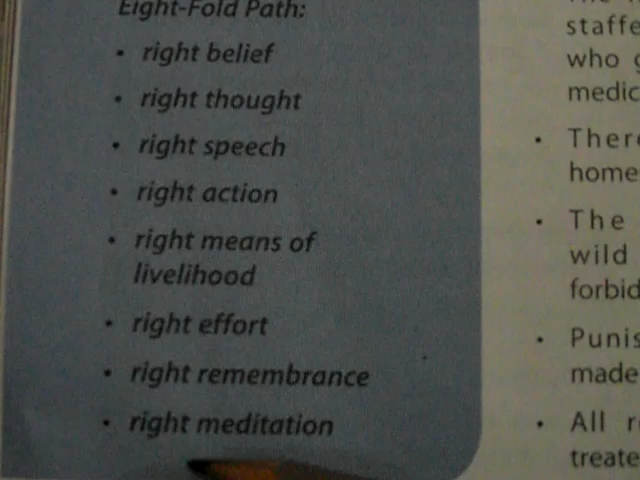 Eight-Fold Path:
• right belief
• right thought
• right speech
• right action
• right means of
livelihood
• right effort
• right remembrance
• right meditation
staffe
who g
medic
• There
home
• The
wild
forbid
• Punis
made
• All r
treate